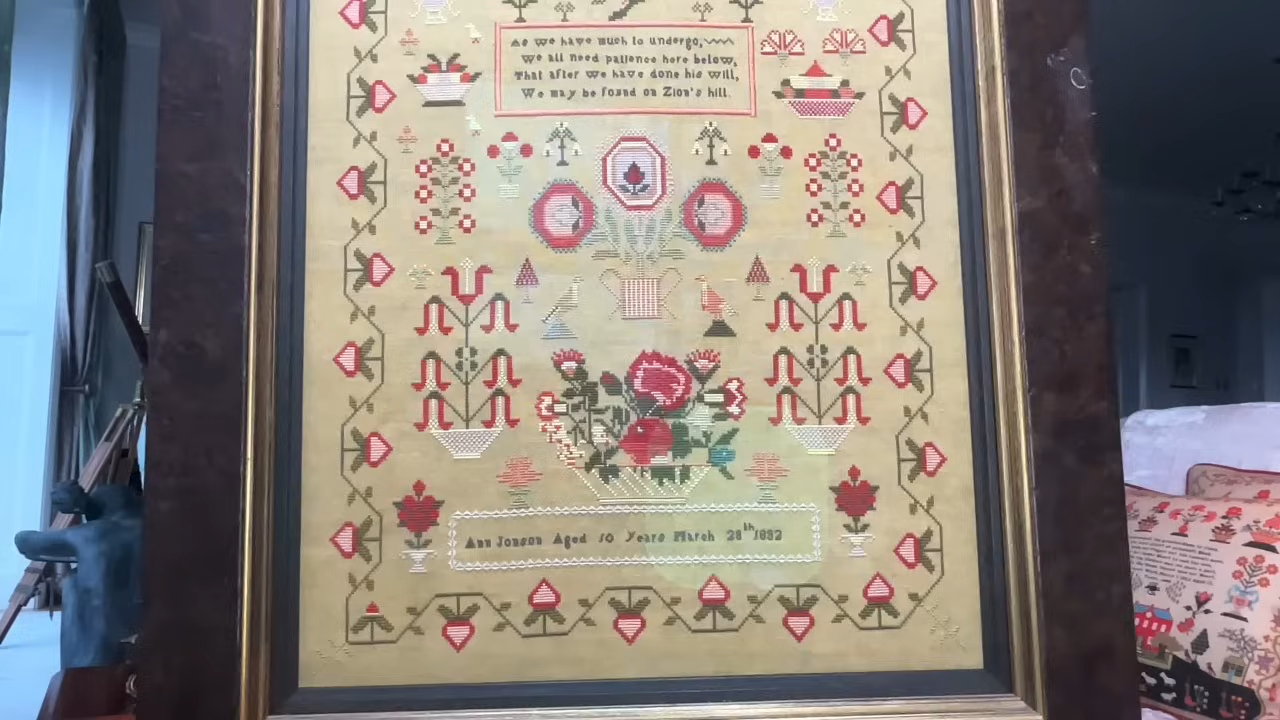 As we have much to undergo,
We all need patience here below,
That after we have done his will,
We may be found on Zion's hill.
Ann Jonson Aged 10 Years March 28th 1832